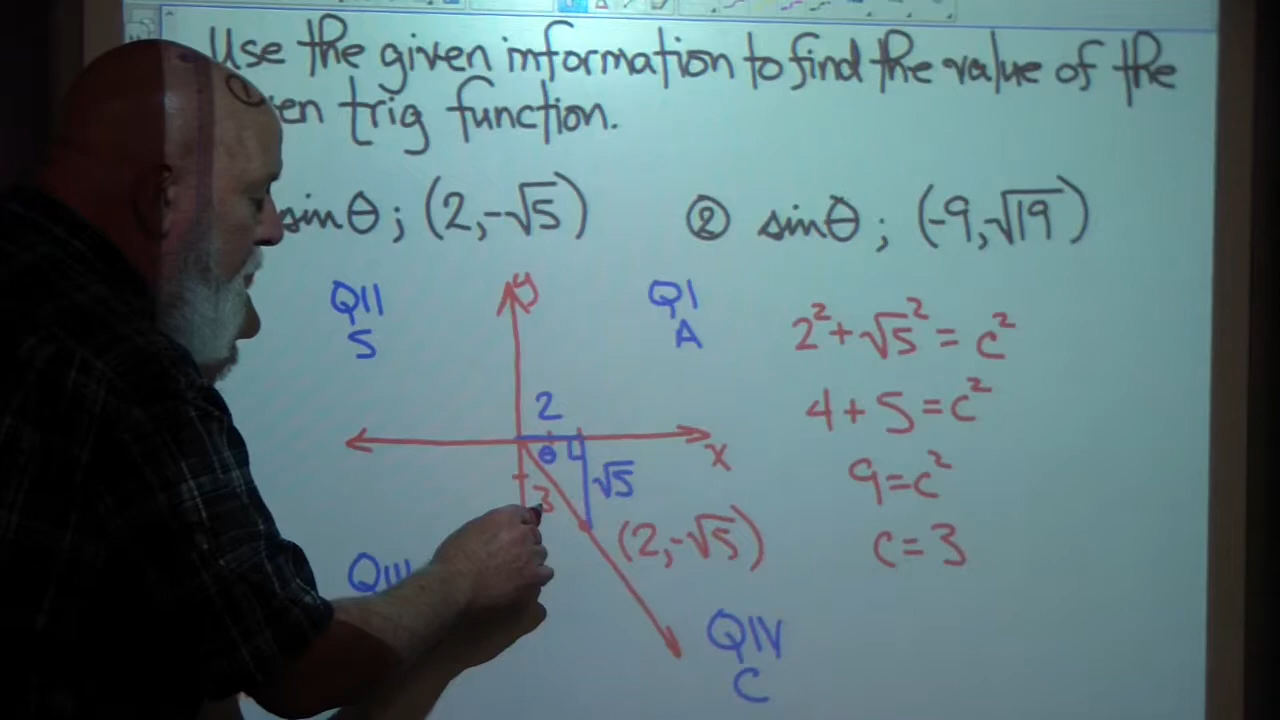 Use the given information to find the value of the
trig function.
sinθ; (2,-√5)
② sinθ; (-9,√19)
QII
S
y
QI
A
2
θ
x
3
√5
(2,-√5)
QIII
QIV
C
2² + √5² = c²
4 + 5 = c²
9 = c²
c = 3